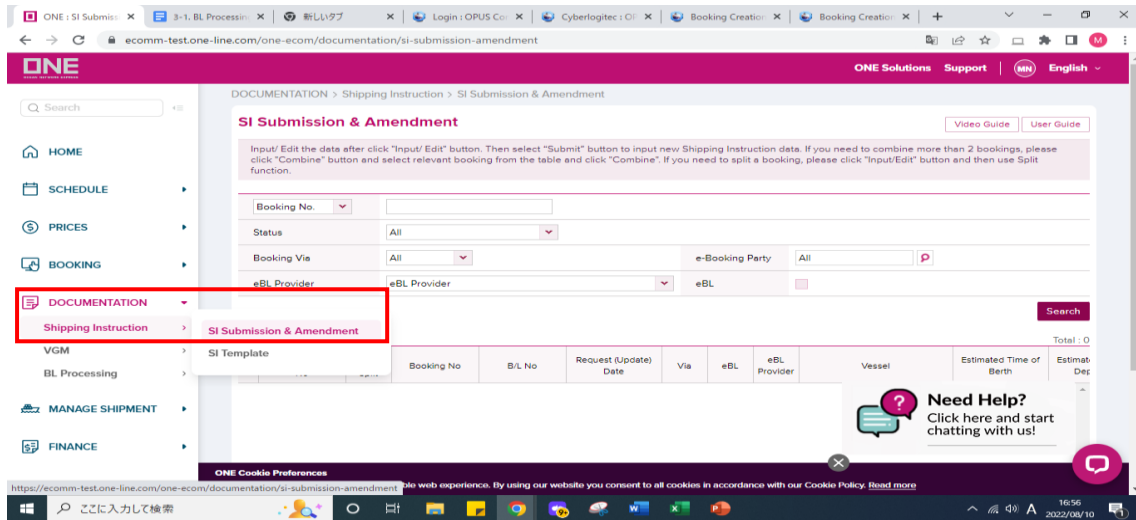 ONE : SI Submiss
3-1. BL Processin
新しいタブ
Login : OPUS Co
Cyberlogitec : O
Booking Creation
Booking Creation
ecomm-test.one-line.com/one-ecom/documentation/si-submission-amendment
M
ONE
ONE Solutions Support | MN English
DOCUMENTATION > Shipping Instruction > SI Submission & Amendment
Search
SI Submission & Amendment
Video Guide
User Guide
Input/ Edit the data after click "Input/ Edit" button. Then select "Submit" button to input new Shipping Instruction data. If you need to combine more than 2 bookings, please
click "Combine" button and select relevant booking from the table and click "Combine". If you need to split a booking, please click "Input/Edit" button and then use Split
function.
HOME
SCHEDULE
PRICES
BOOKING
DOCUMENTATION
Shipping Instruction
VGM
BL Processing
MANAGE SHIPMENT
FINANCE
SI Submission & Amendment
SI Template
Booking No.
Status
All
Booking Via
All
e-Booking Party
All
eBL Provider
eBL Provider
eBL
Search
Total : 0
Booking No
B/L No
Request (Update)
Date
Via
eBL
eBL
Provider
Vessel
Estimated Time of
Berth
Need Help?
Click here and start
chatting with us!
ONE Cookie Preferences
ble web experience. By using our website you consent to all cookies in accordance with our Cookie Policy. Read more
https://ecomm-test.one-line.com/one-ecom/documentation/si-submission-amendment
ここに入力して検索
A
16:56
2022/08/10